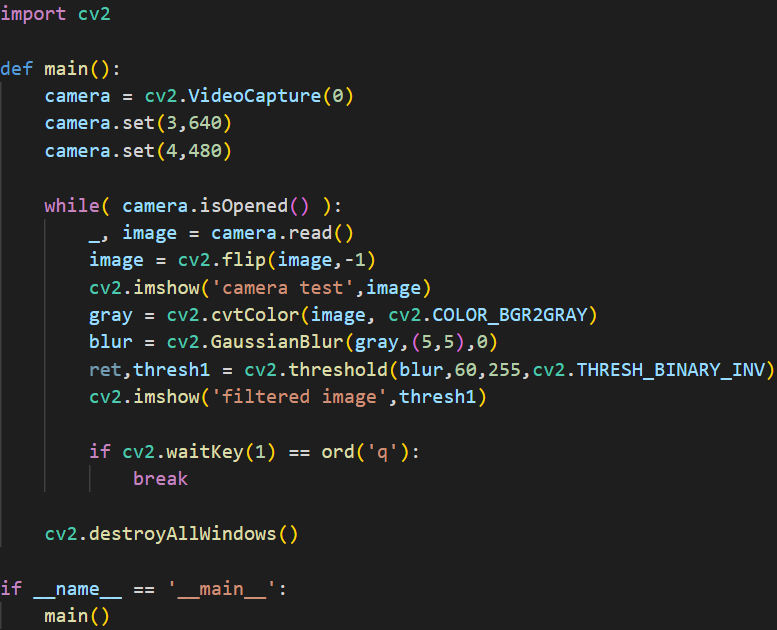 import cv2

def main():
    camera = cv2.VideoCapture(0)
    camera.set(3,640)
    camera.set(4,480)

    while( camera.isOpened() ):
        _, image = camera.read()
        image = cv2.flip(image,-1)
        cv2.imshow('camera test',image)
        gray = cv2.cvtColor(image, cv2.COLOR_BGR2GRAY)
        blur = cv2.GaussianBlur(gray,(5,5),0)
        ret,thresh1 = cv2.threshold(blur,60,255,cv2.THRESH_BINARY_INV)
        cv2.imshow('filtered image',thresh1)

        if cv2.waitKey(1) == ord('q'):
            break

    cv2.destroyAllWindows()

if __name__ == '__main__':
    main()